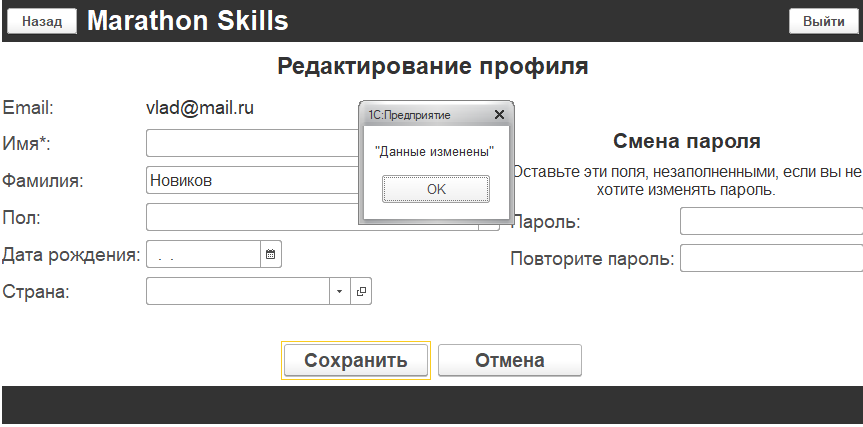 Назад Marathon Skills Выйти
Редактирование профиля
Email: vlad@mail.ru
1С:Предприятие
"Данные изменены"
OK
Имя*:
Фамилия: Новиков
Пол:
Дата рождения: . .
Страна:
Смена пароля
Оставьте эти поля, незаполненными, если вы не
хотите изменять пароль.
Пароль:
Повторите пароль:
Сохранить Отмена